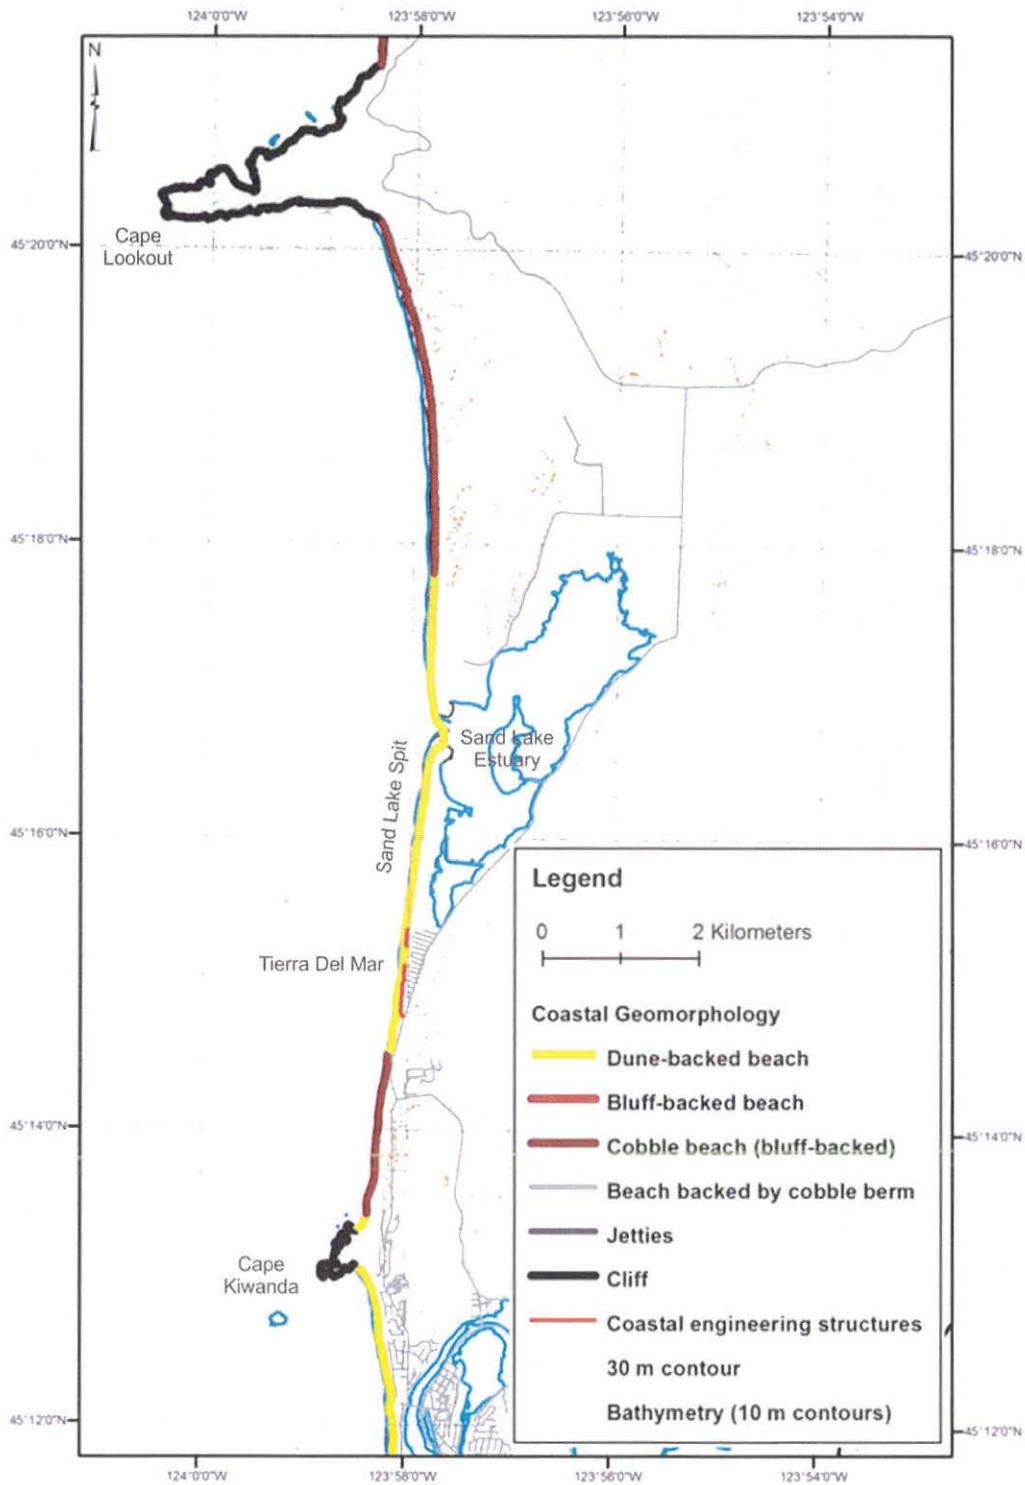 124°0'0"W 123°58'0"W 123°56'0"W 123°54'0"W
N
Cape
Lookout
45°20'0"N
45°20'0"N
45°18'0"N
45°18'0"N
Sand Lake
Estuary
Sand Lake Spit
45°16'0"N
45°16'0"N
Legend
0 1 2 Kilometers
Tierra Del Mar
Coastal Geomorphology
Dune-backed beach
Bluff-backed beach
45°14'0"N
45°14'0"N
Cobble beach (bluff-backed)
Beach backed by cobble berm
Jetties
Cape
Kiwanda
Cliff
Coastal engineering structures
30 m contour
Bathymetry (10 m contours)
45°12'0"N
45°12'0"N
124°0'0"W 123°58'0"W 123°56'0"W 123°54'0"W